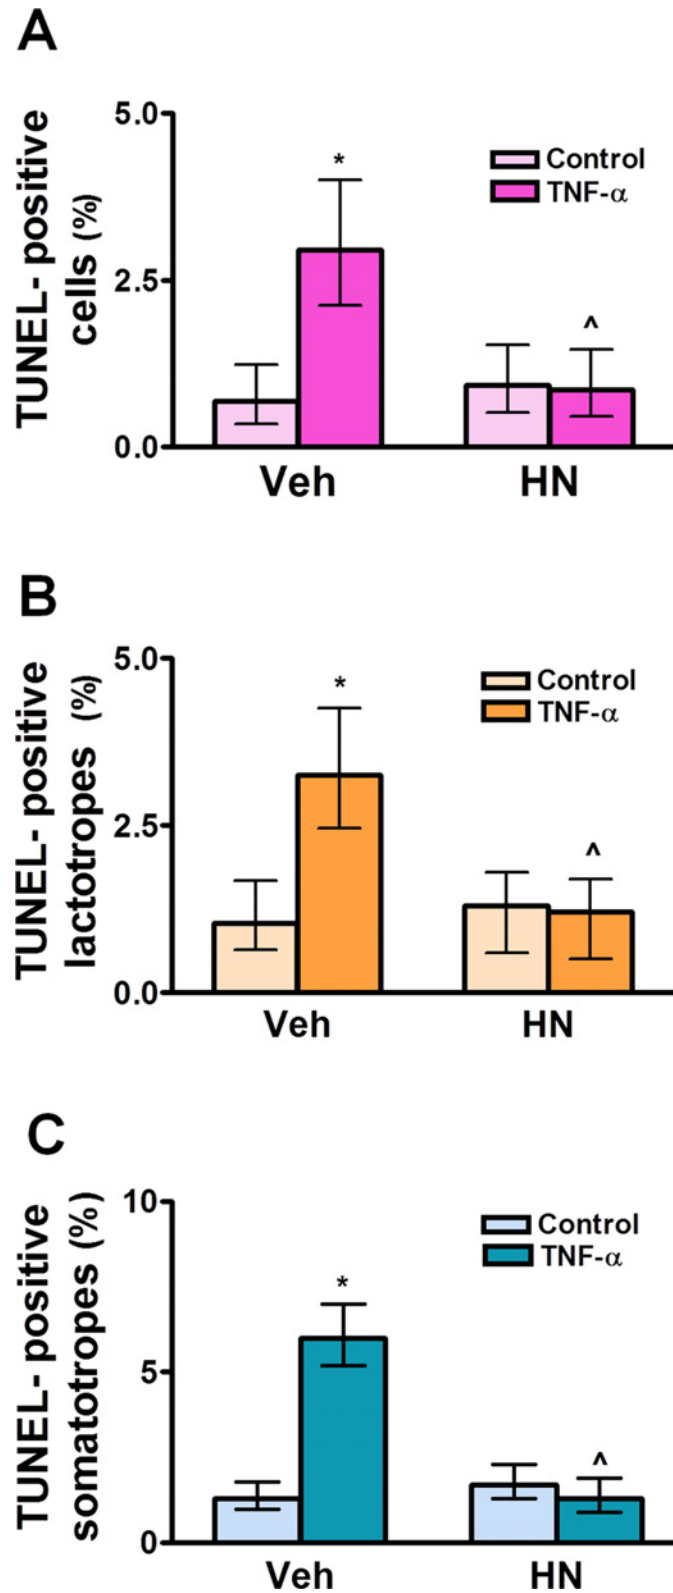 A
TUNEL- positive
cells (%)
5.0
2.5
0.0
*
^
Control
TNF-α
Veh
HN
B
TUNEL- positive
lactotropes (%)
5.0
2.5
0.0
*
^
Control
TNF-α
Veh
HN
C
TUNEL- positive
somatotropes (%)
10
5
0
*
^
Control
TNF-α
Veh
HN